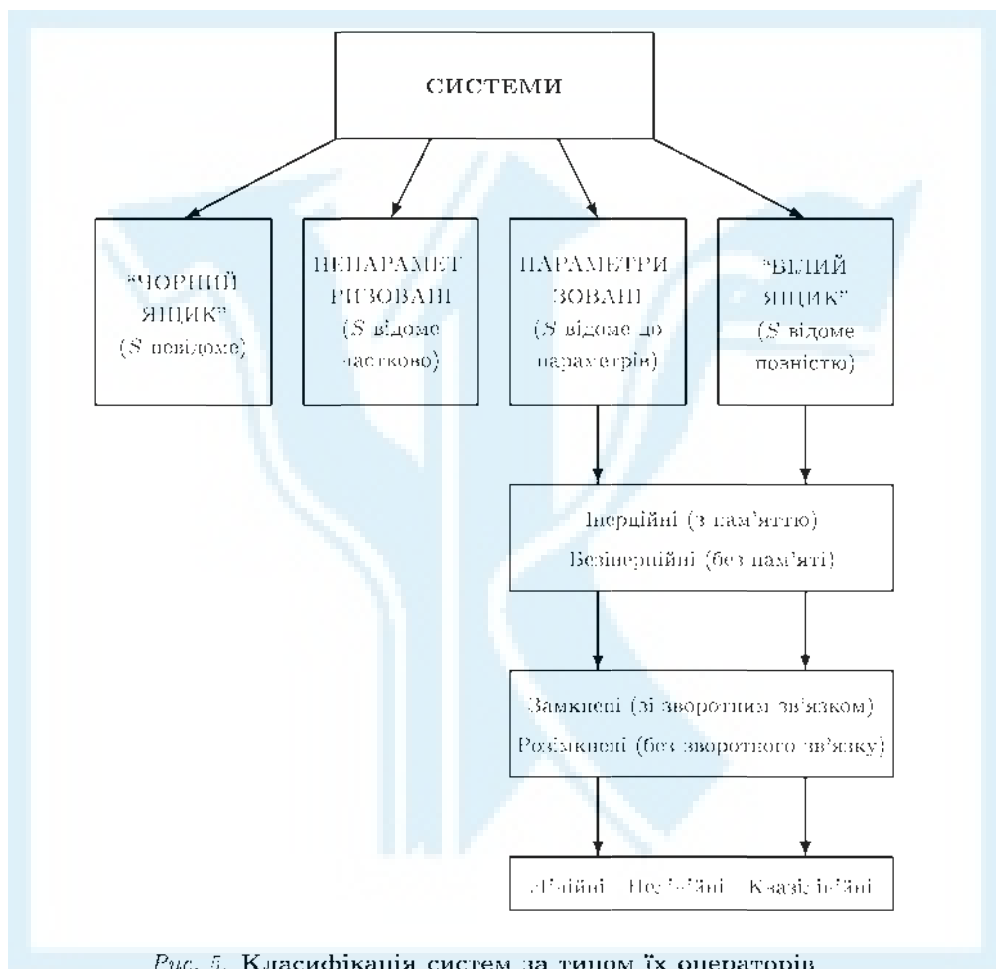 СИСТЕМИ
“ЧОРНИЙ
ЯЩИК”
(S невідоме)
НЕПАРАМЕТ
РИЗОВАНІ
(S відоме
частково)
ПАРАМЕТРИ
ЗОВАНІ
(S відоме до
параметрів)
“БІЛИЙ
ЯЩИК”
(S відоме
повністю)
Інерційні (з пам’яттю)
Безінерційні (без пам’яті)
Замкнені (зі зворотним зв’язком)
Розімкнені (без зворотного зв’язку)
Лінійні Нелінійні Квазілінійні
Рис. 5. Класифікація систем за типом їх операторів